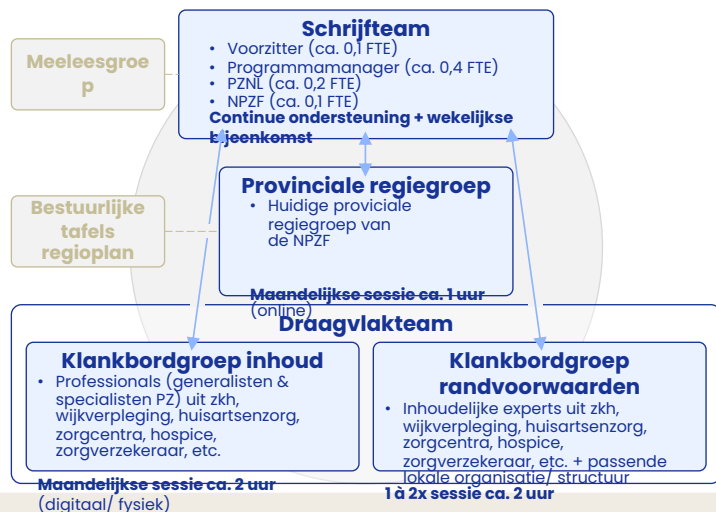 Schrijfteam
• Voorzitter (ca. 0,1 FTE)
• Programmamanager (ca. 0,4 FTE)
• PZNL (ca. 0,2 FTE)
• NPZF (ca. 0,1 FTE)
Continue ondersteuning + wekelijkse
bijeenkomst
Meeleesgroe
p
Provinciale regiegroep
• Huidige proviciale
regiegroep van
de NPZF
Maandelijkse sessie ca. 1 uur
(online)
Bestuurlijke
tafels
regioplan
Draagvlakteam
Klankbordgroep inhoud
• Professionals (generalisten &
specialisten PZ) uit zkh,
wijkverpleging, huisartsenzorg,
zorgcentra, hospice,
zorgverzekeraar, etc.
Maandelijkse sessie ca. 2 uur
(digitaal/ fysiek)
Klankbordgroep
randvoorwaarden
• Inhoudelijke experts uit zkh,
wijkverpleging, huisartsenzorg,
zorgcentra, hospice,
zorgverzekeraar, etc. + passende
lokale organisatie/ structuur
1 à 2x sessie ca. 2 uur